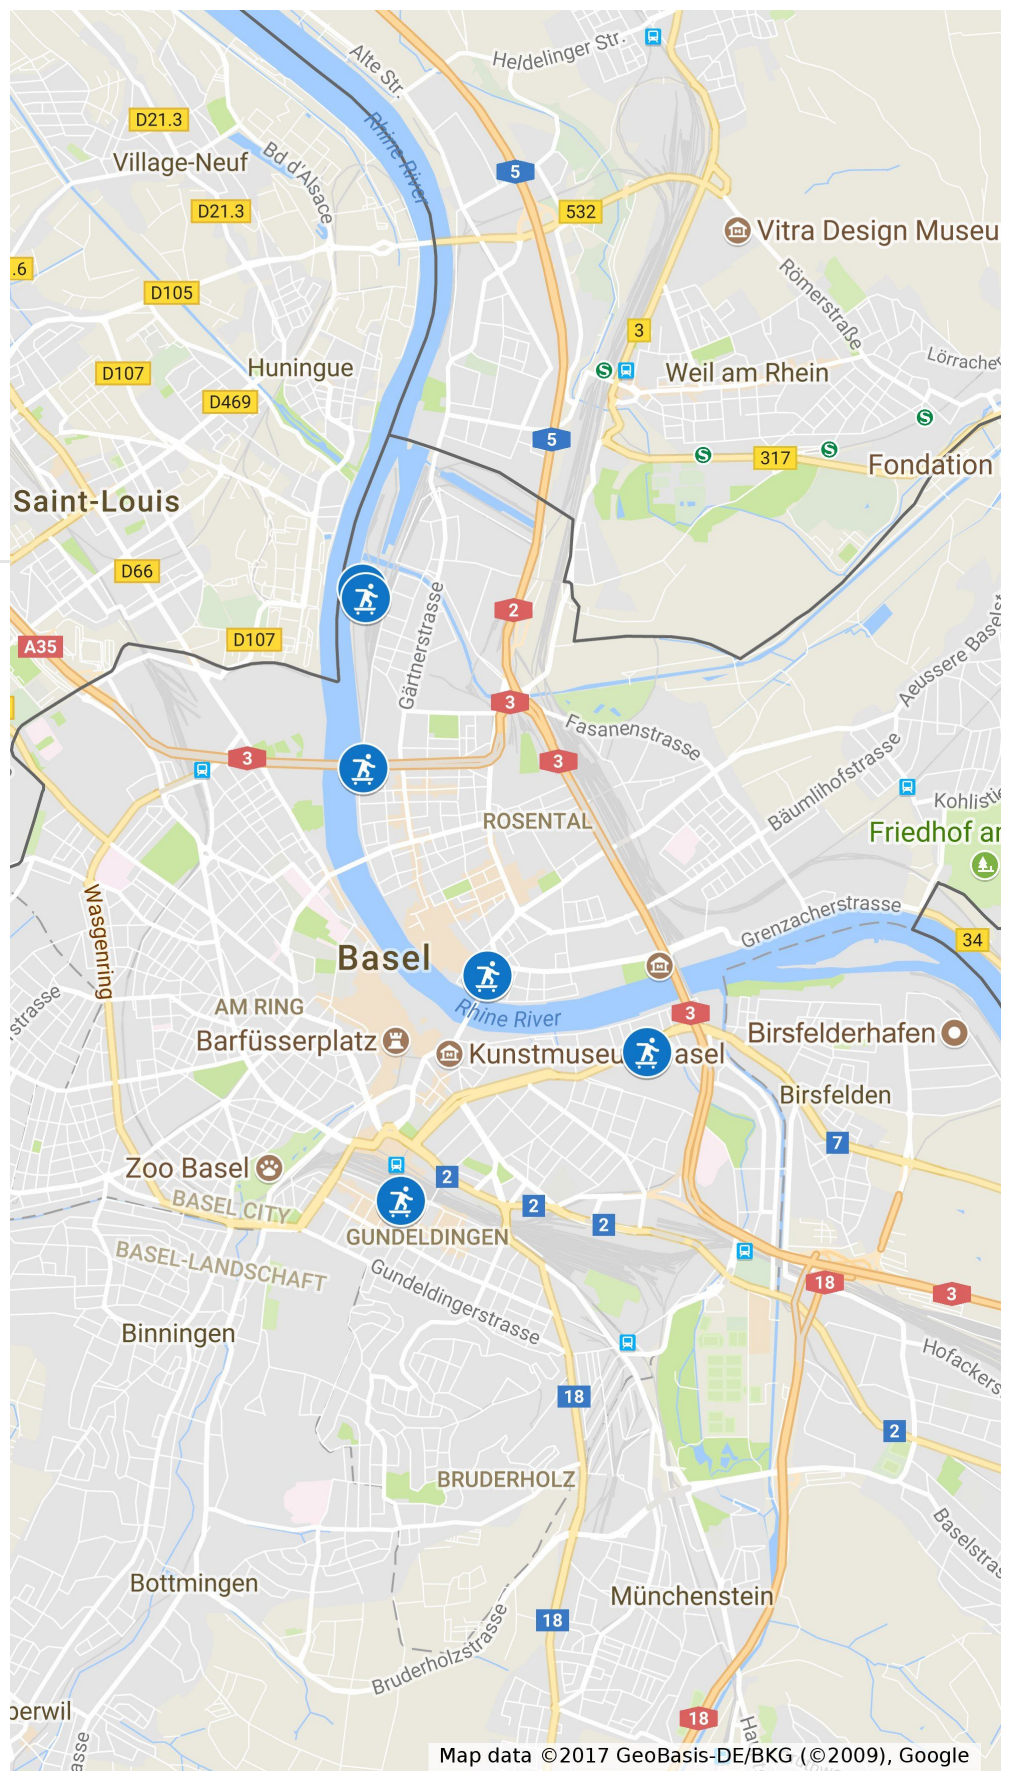 Alte Str.
Heldelinger Str.
D21.3
Rhine River
Village-Neuf
Bd d'Alsace
5
D21.3
532
Vitra Design Museu
.6
D105
Römerstraße
3
Lörracher
Huningue
D107
Weil am Rhein
D469
S
S
5
S
S
317
Fondation
Saint-Louis
D66
2
Gärtnerstrasse
Aeussere Baselst
A35
D107
3
Fasanenstrasse
3
3
Bäumlihofstrasse
Kohlistie
ROSENTAL
Friedhof am
Wasgenring
Grenzacherstrasse
34
Basel
AM RING
Rhine River
3
strasse
Barfüsserplatz
Kunstmuseu
asel
Birsfelderhafen
Birsfelden
7
Zoo Basel
2
BASEL CITY
2
2
GUNDELDINGEN
BASEL-LANDSCHAFT
Gundeldingerstrasse
18
3
Binningen
Hofackers
18
2
BRUDERHOLZ
Baselstras
Bottmingen
Münchenstein
18
Bruderholzstrasse
berwil
18
asse
Map data ©2017 GeoBasis-DE/BKG (©2009), Google